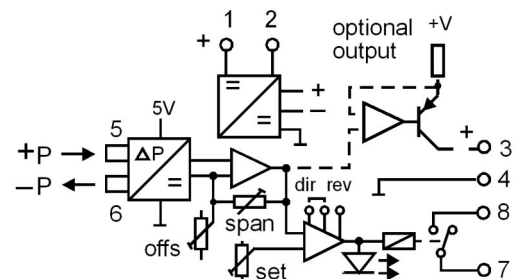 1 2
optional
output
+V
+
= +
= –
5V
5
+P ΔP
–P =
6
+ 3
4
dir rev
8
span
offs
set
7